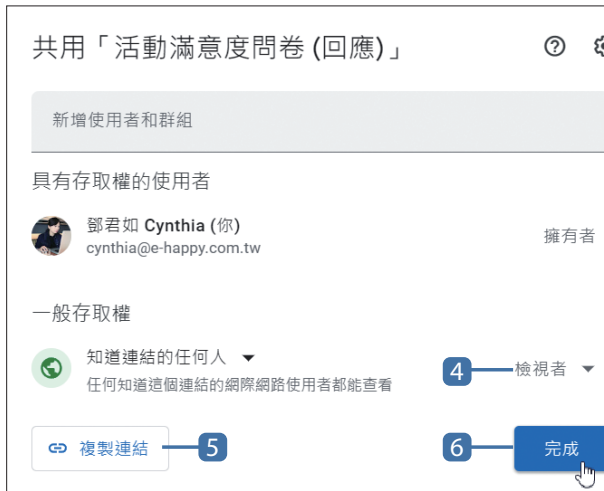 共用「活動滿意度問卷 (回應)」
新增使用者和群組
具有存取權的使用者
鄧君如 Cynthia (你)
cynthia@e-happy.com.tw
擁有者
一般存取權
知道連結的任何人
任何知道這個連結的網際網路使用者都能查看
4
檢視者
複製連結
5
6
完成